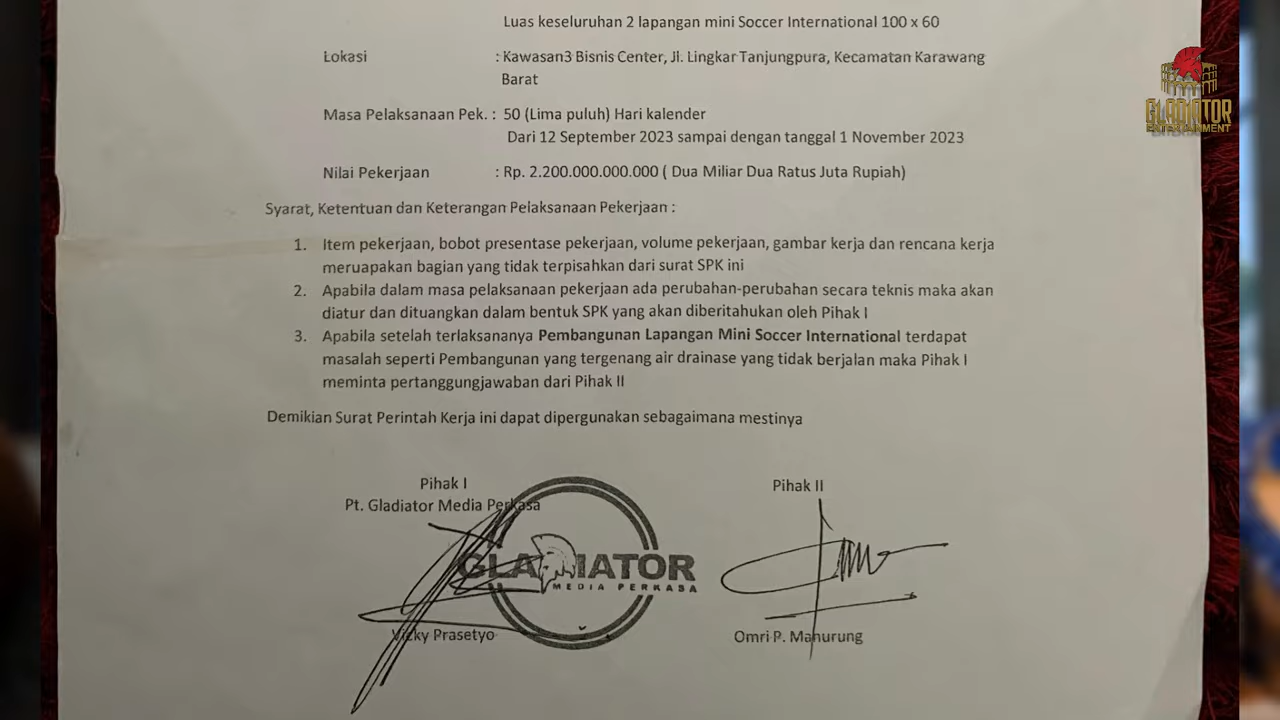 Luas keseluruhan 2 lapangan mini Soccer International 100 x 60
Lokasi : Kawasan3 Bisnis Center, Jl. Lingkar Tanjungpura, Kecamatan Karawang
Barat
Masa Pelaksanaan Pek. : 50 (Lima puluh) Hari kalender
Dari 12 September 2023 sampai dengan tanggal 1 November 2023
Nilai Pekerjaan : Rp. 2.200.000.000.000 ( Dua Miliar Dua Ratus Juta Rupiah)
Syarat, Ketentuan dan Keterangan Pelaksanaan Pekerjaan :
1. Item pekerjaan, bobot presentase pekerjaan, volume pekerjaan, gambar kerja dan rencana kerja
meruapakan bagian yang tidak terpisahkan dari surat SPK ini
2. Apabila dalam masa pelaksanaan pekerjaan ada perubahan-perubahan secara teknis maka akan
diatur dan dituangkan dalam bentuk SPK yang akan diberitahukan oleh Pihak I
3. Apabila setelah terlaksananya Pembangunan Lapangan Mini Soccer International terdapat
masalah seperti Pembangunan yang tergenang air drainase yang tidak berjalan maka Pihak I
meminta pertanggungjawaban dari Pihak II
Demikian Surat Perintah Kerja ini dapat dipergunakan sebagaimana mestinya
Pihak I
Pt. Gladiator Media Perkasa
GLADIATOR
MEDIA PERKASA
Vicky Prasetyo
Pihak II
Omri P. Manurung
GLADIATOR
ENTERTAINMENT